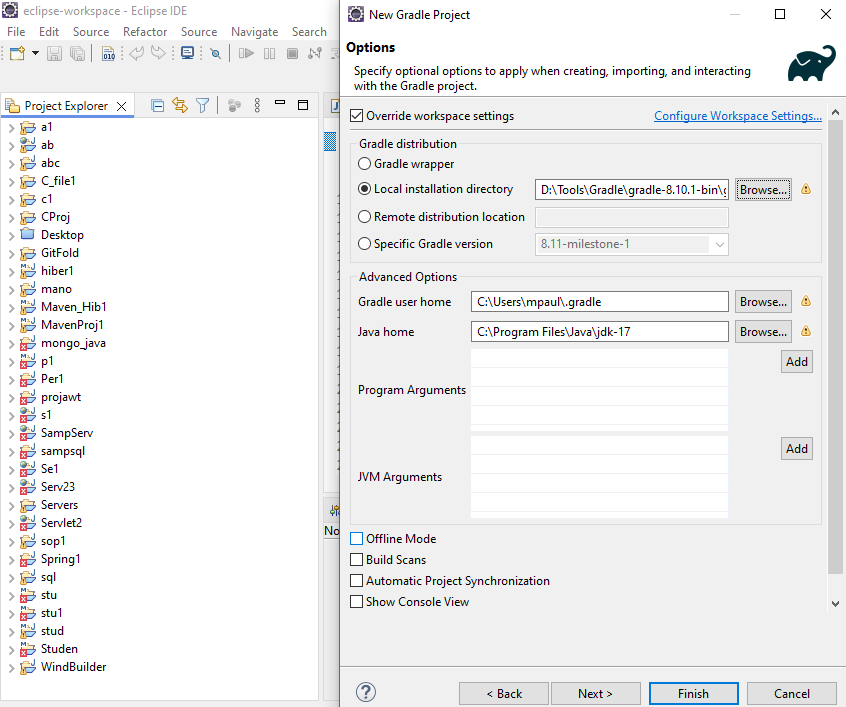 eclipse-workspace - Eclipse IDE
File Edit Source Refactor Source Navigate Search
Project Explorer
a1
ab
abc
C_file1
c1
CProj
Desktop
GitFold
hiber1
mano
Maven_Hib1
MavenProj1
mongo_java
p1
Per1
projawt
s1
SampServ
sampsql
Se1
Serv23
Servers
Servlet2
sop1
Spring1
sql
stu
stu1
stud
Studen
WindBuilder
No
New Gradle Project
Options
Specify optional options to apply when creating, importing, and interacting
with the Gradle project.
Override workspace settings Configure Workspace Settings...
Gradle distribution
Gradle wrapper
Local installation directory D:\Tools\Gradle\gradle-8.10.1-bin\g Browse...
Remote distribution location
Specific Gradle version 8.11-milestone-1
Advanced Options
Gradle user home C:\Users\mpaul\.gradle Browse...
Java home C:\Program Files\Java\jdk-17 Browse...
Add
Program Arguments
Add
JVM Arguments
Offline Mode
Build Scans
Automatic Project Synchronization
Show Console View
? < Back Next > Finish Cancel